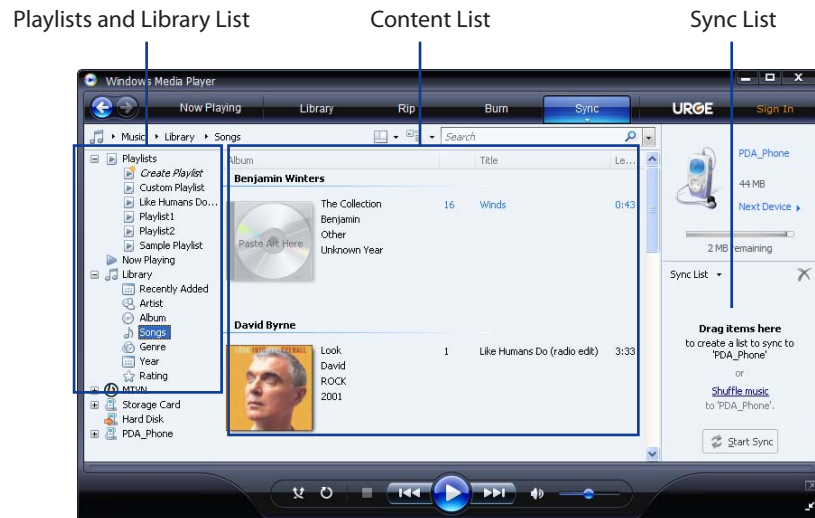 Playlists and Library List
Content List
Sync List
Windows Media Player
Now Playing
Library
Rip
Burn
Sync
URGE
Sign In
Music
Library
Songs
Search
Playlists
Create Playlist
Custom Playlist
Like Humans Do...
Playlist1
Playlist2
Sample Playlist
Now Playing
Library
Recently Added
Artist
Album
Songs
Genre
Year
Rating
MTVN
Storage Card
Hard Disk
PDA_Phone
Album
Title
Le...
Benjamin Winters
Paste Art Here
The Collection
16
Winds
0:43
Benjamin
Other
Unknown Year
David Byrne
Look
1
Like Humans Do (radio edit)
3:33
David
ROCK
2001
PDA_Phone
44 MB
Next Device
2 MB remaining
Sync List
Drag items here
to create a list to sync to
'PDA_Phone'
or
Shuffle music
to 'PDA_Phone'.
Start Sync